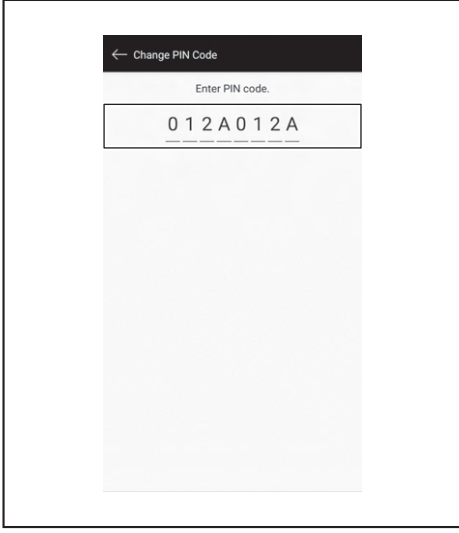 ← Change PIN Code
Enter PIN code.
0 1 2 A 0 1 2 A